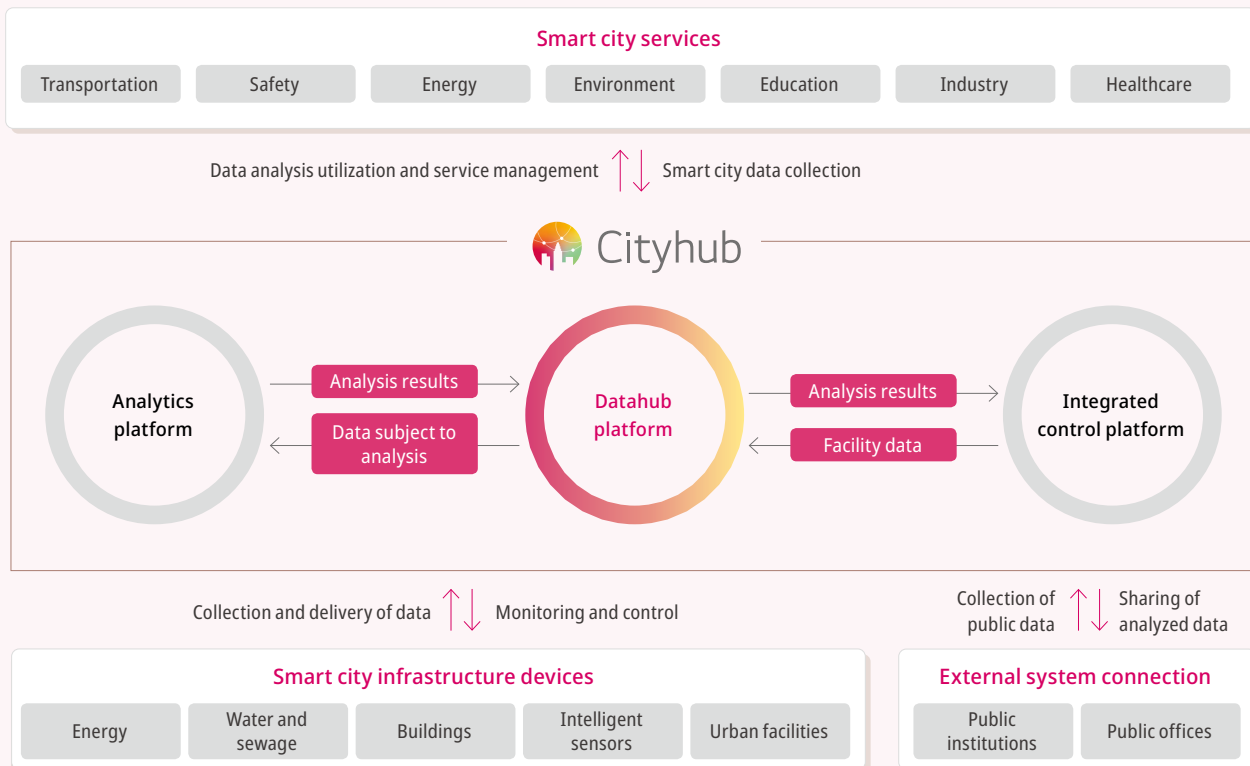 Smart city services
Transportation
Safety
Energy
Environment
Education
Industry
Healthcare
Data analysis utilization and service management
Smart city data collection
Cityhub
Analytics
platform
Analysis results
Data subject to
analysis
Datahub
platform
Analysis results
Facility data
Integrated
control platform
Collection and delivery of data
Monitoring and control
Collection of
public data
Sharing of
analyzed data
Smart city infrastructure devices
Energy
Water and
sewage
Buildings
Intelligent
sensors
Urban facilities
External system connection
Public
institutions
Public offices